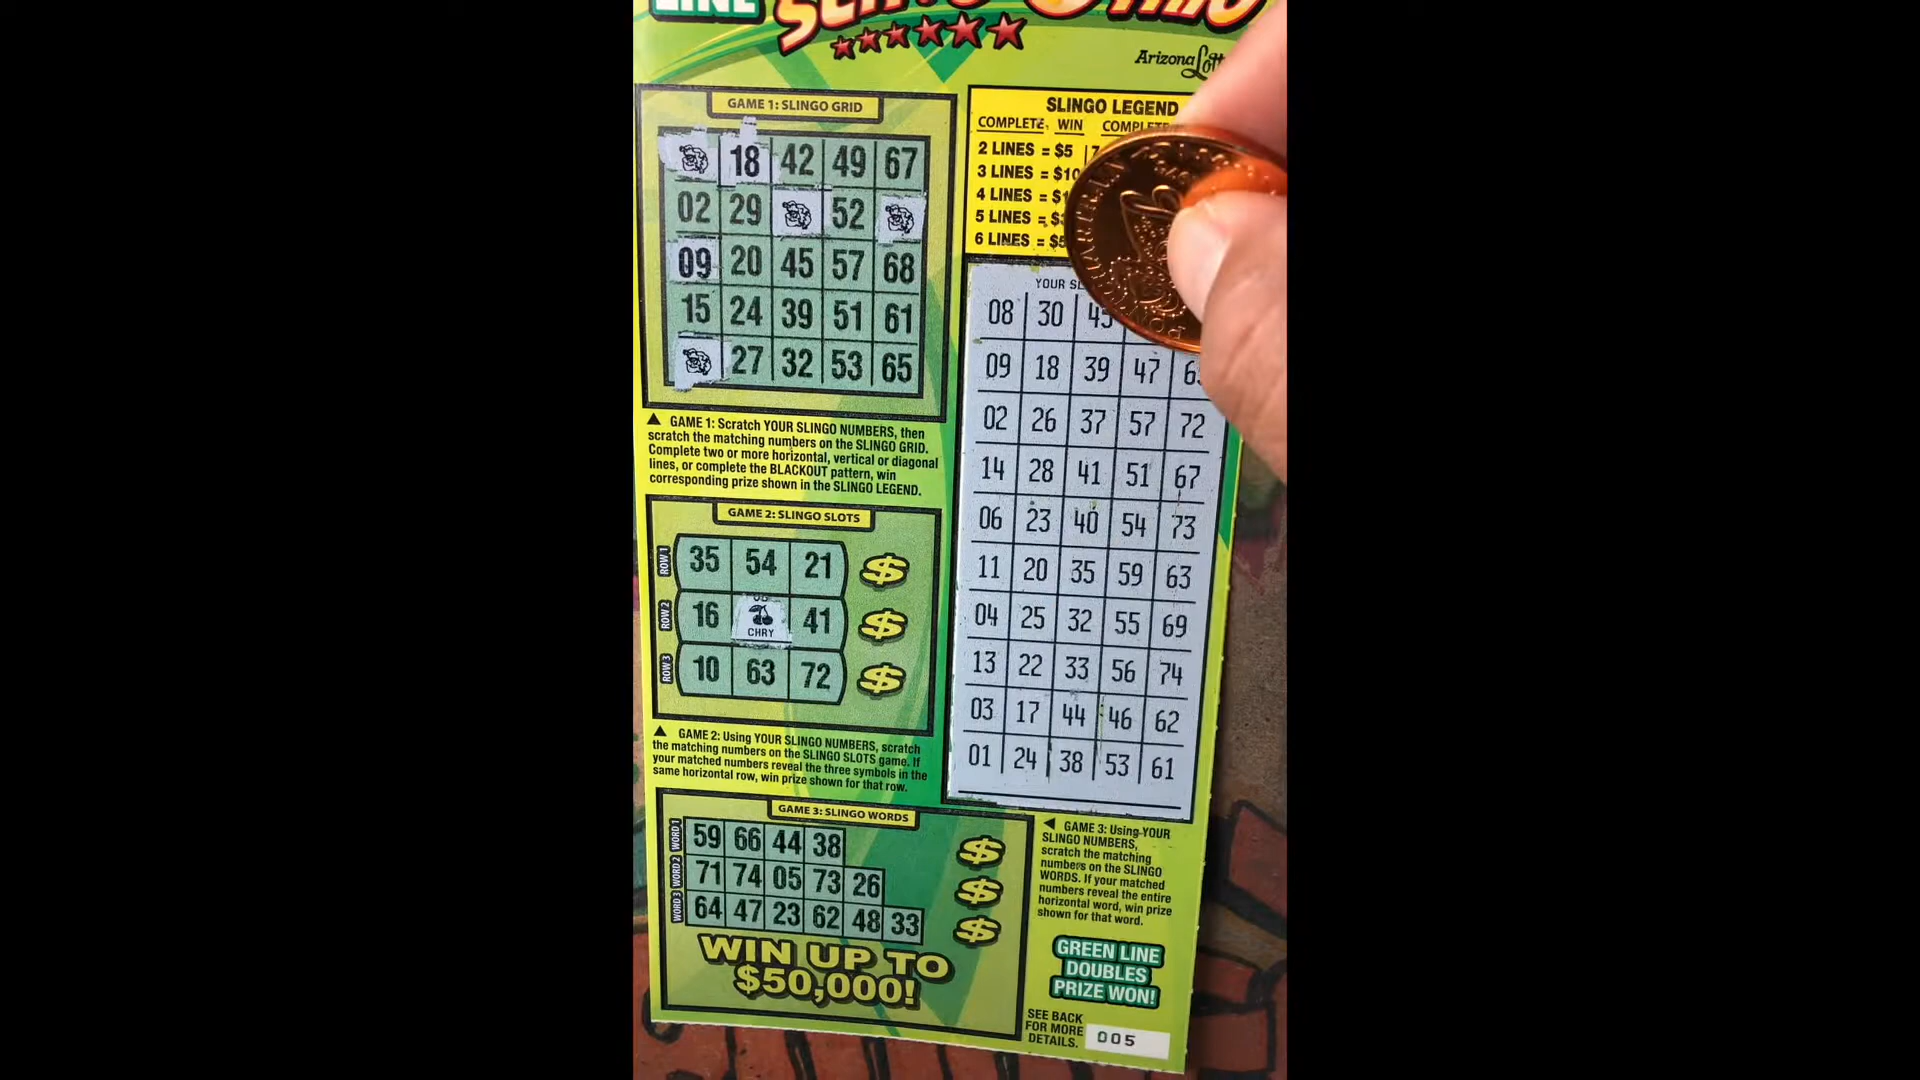 LINE
Arizona
GAME 1: SLINGO GRID
18 42 49 67
02 29 52
09 20 45 57 68
15 24 39 51 61
27 32 53 65
▲ GAME 1: Scratch YOUR SLINGO NUMBERS, then
scratch the matching numbers on the SLINGO GRID.
Complete two or more horizontal, vertical or diagonal
lines, or complete the BLACKOUT pattern, win
corresponding prize shown in the SLINGO LEGEND.
SLINGO LEGEND
COMPLETE, WIN
2 LINES = $5
3 LINES = $10
4 LINES =
5 LINES =
6 LINES =
YOUR
08 30
09 18 39 47
02 26 37 57 72
14 28 41 51 67
06 23 40 54 73
11 20 35 59 63
04 25 32 55 69
13 22 33 56 74
03 17 44 46 62
01 24 38 53 61
GAME 2: SLINGO SLOTS
ROW 1 35 54 21 $
ROW 2 16 CHRY 41 $
ROW 3 10 63 72 $
▲ GAME 2: Using YOUR SLINGO NUMBERS, scratch
the matching numbers on the SLINGO SLOTS game. If
your matched numbers reveal the three symbols in the
same horizontal row, win prize shown for that row.
GAME 3: SLINGO WORDS
WORD 1 59 66 44 38 $
WORD 2 71 74 05 73 26 $
WORD 3 64 47 23 62 48 33 $
WIN UP TO
$50,000!
◀ GAME 3: Using YOUR
SLINGO NUMBERS,
scratch the matching
numbers on the SLINGO
WORDS. If your matched
numbers reveal the entire
horizontal word, win prize
shown for that word.
GREEN LINE
DOUBLES
PRIZE WON!
SEE BACK
FOR MORE
DETAILS.
005